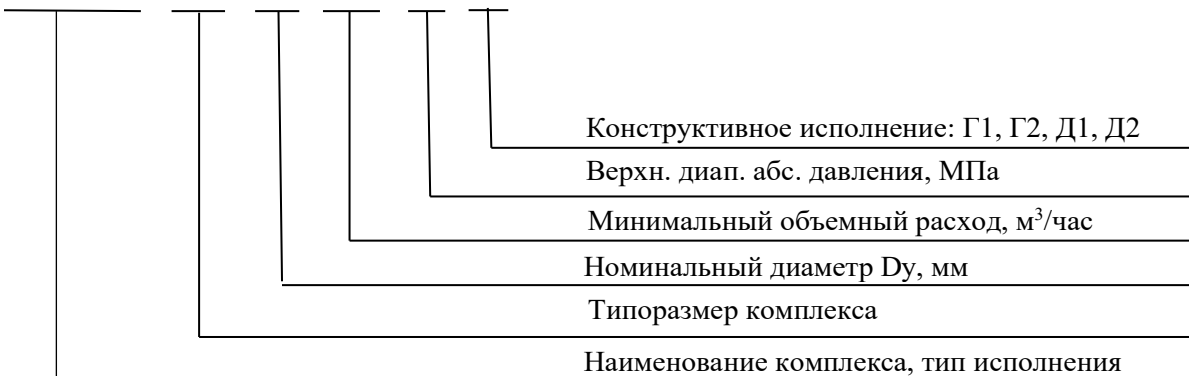 Конструктивное исполнение: Г1, Г2, Д1, Д2
Верхн. диап. абс. давления, МПа
Минимальный объемный расход, м³/час
Номинальный диаметр Dу, мм
Типоразмер комплекса
Наименование комплекса, тип исполнения